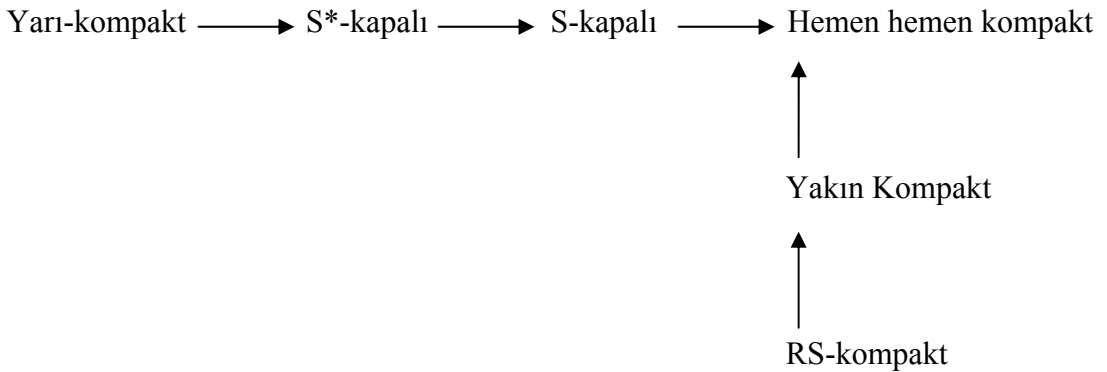 Yarı-kompakt S*-kapalı S-kapalı Hemen hemen kompakt
Yakın Kompakt
RS-kompakt